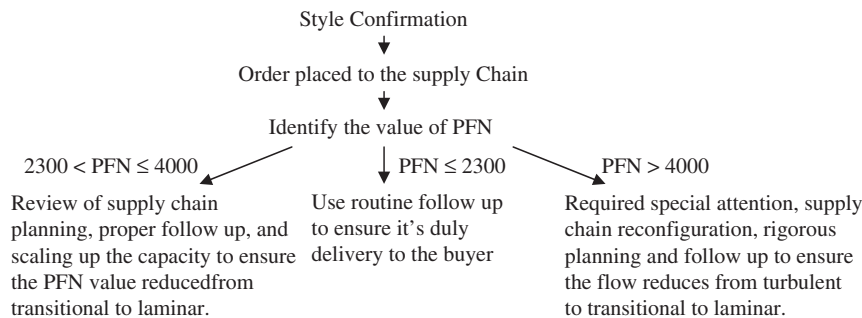 Style Confirmation
Order placed to the supply Chain
Identify the value of PFN
2300 < PFN ≤ 4000
PFN ≤ 2300
PFN > 4000
Review of supply chain
planning, proper follow up, and
scaling up the capacity to ensure
the PFN value reducedfrom
transitional to laminar.
Use routine follow up
to ensure it’s duly
delivery to the buyer
Required special attention, supply
chain reconfiguration, rigorous
planning and follow up to ensure
the flow reduces from turbulent
to transitional to laminar.